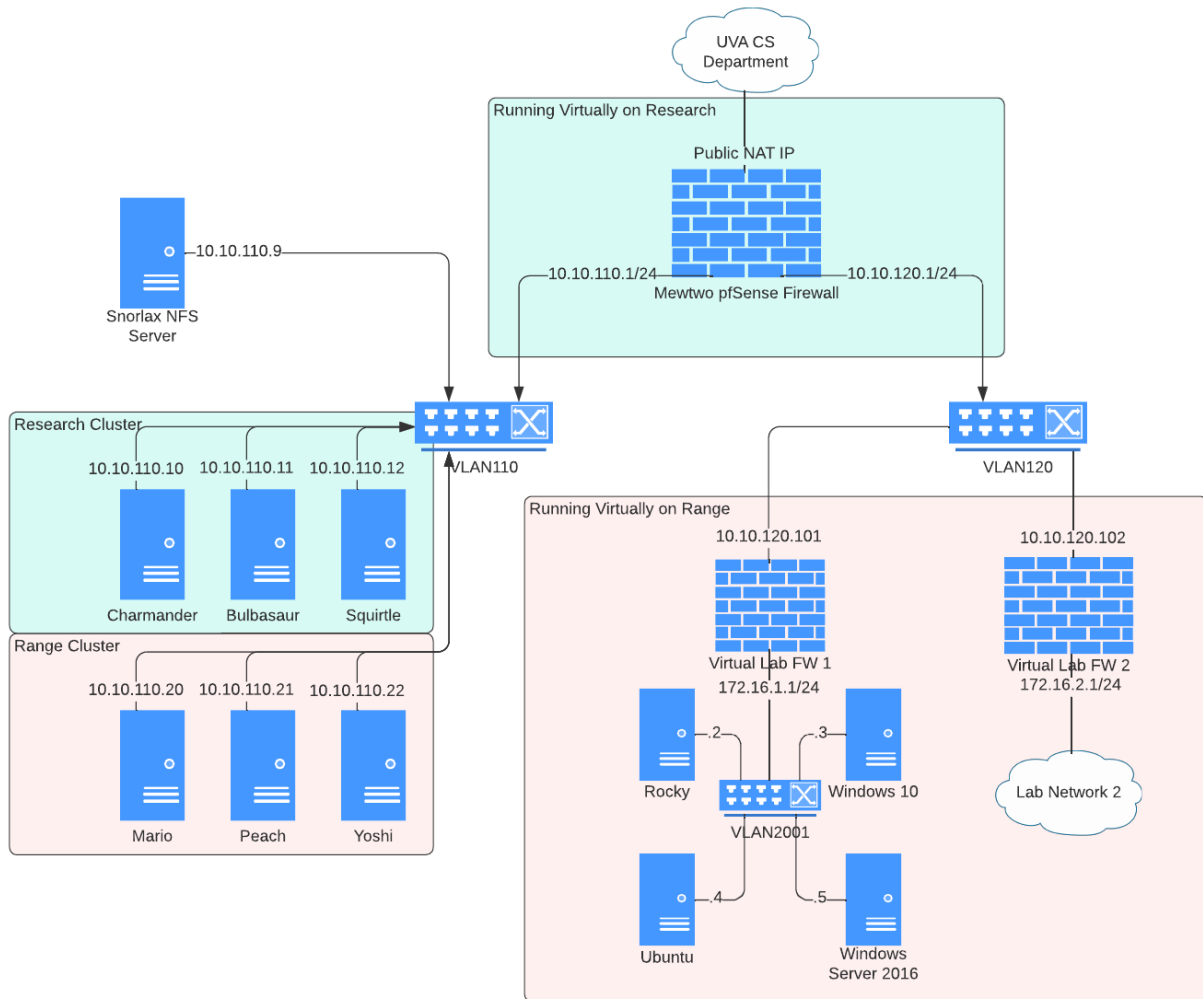 UVA CS
Department
Running Virtually on Research
Public NAT IP
10.10.110.9
10.10.110.1/24
10.10.120.1/24
Mewtwo pfSense Firewall
Snorlax NFS
Server
Research Cluster
10.10.110.10
10.10.110.11
10.10.110.12
VLAN110
VLAN120
Charmander
Bulbasaur
Squirtle
Running Virtually on Range
10.10.120.101
10.10.120.102
Range Cluster
10.10.110.20
10.10.110.21
10.10.110.22
Mario
Peach
Yoshi
Virtual Lab FW 1
172.16.1.1/24
Virtual Lab FW 2
172.16.2.1/24
.2
.3
Rocky
Windows 10
Lab Network 2
VLAN2001
.4
.5
Ubuntu
Windows
Server 2016